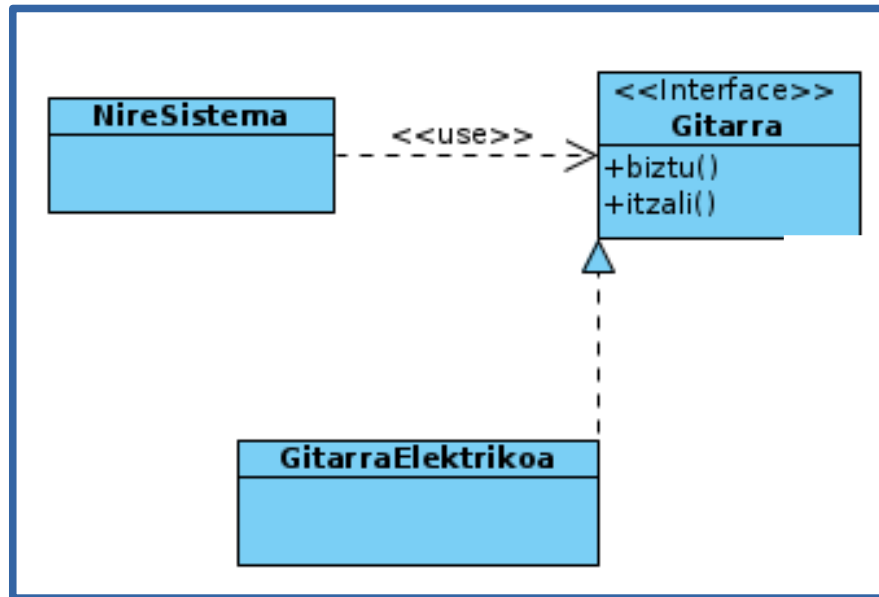 NireSistema
<<use>>
<<Interface>>
Gitarra
+biztu()
+itzali()
GitarraElektrikoa